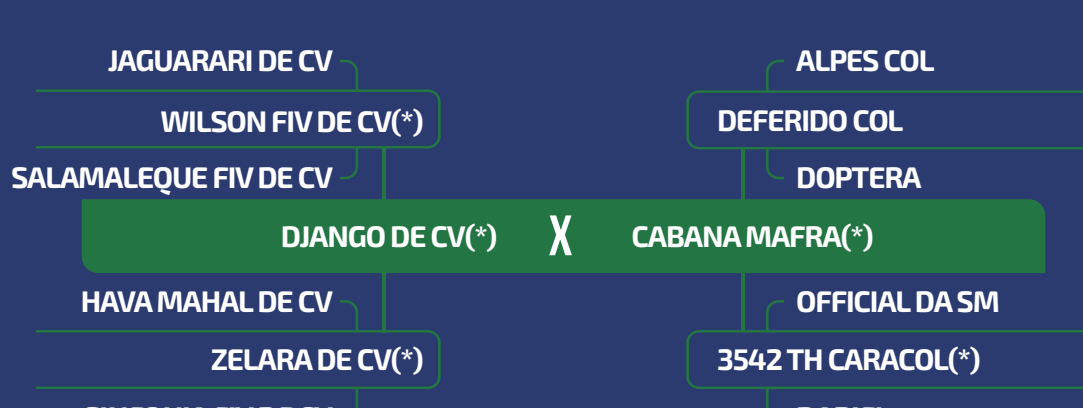 JAGUARARI DE CV
ALPES COL
WILSON FIV DE CV(*)
DEFERIDO COL
SALAMALEQUE FIV DE CV
DOPTERA
DJANGO DE CV(*) X CABANA MAFRA(*)
HAVA MAHAL DE CV
OFFICIAL DA SM
ZELARA DE CV(*)
3542 TH CARACOL(*)